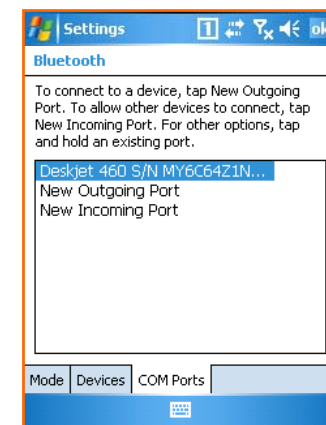 Settings 1 ok
Bluetooth
To connect to a device, tap New Outgoing
Port. To allow other devices to connect, tap
New Incoming Port. For other options, tap
and hold an existing port.
Deskjet 460 S/N MY6C64Z1N...
New Outgoing Port
New Incoming Port
Mode Devices COM Ports